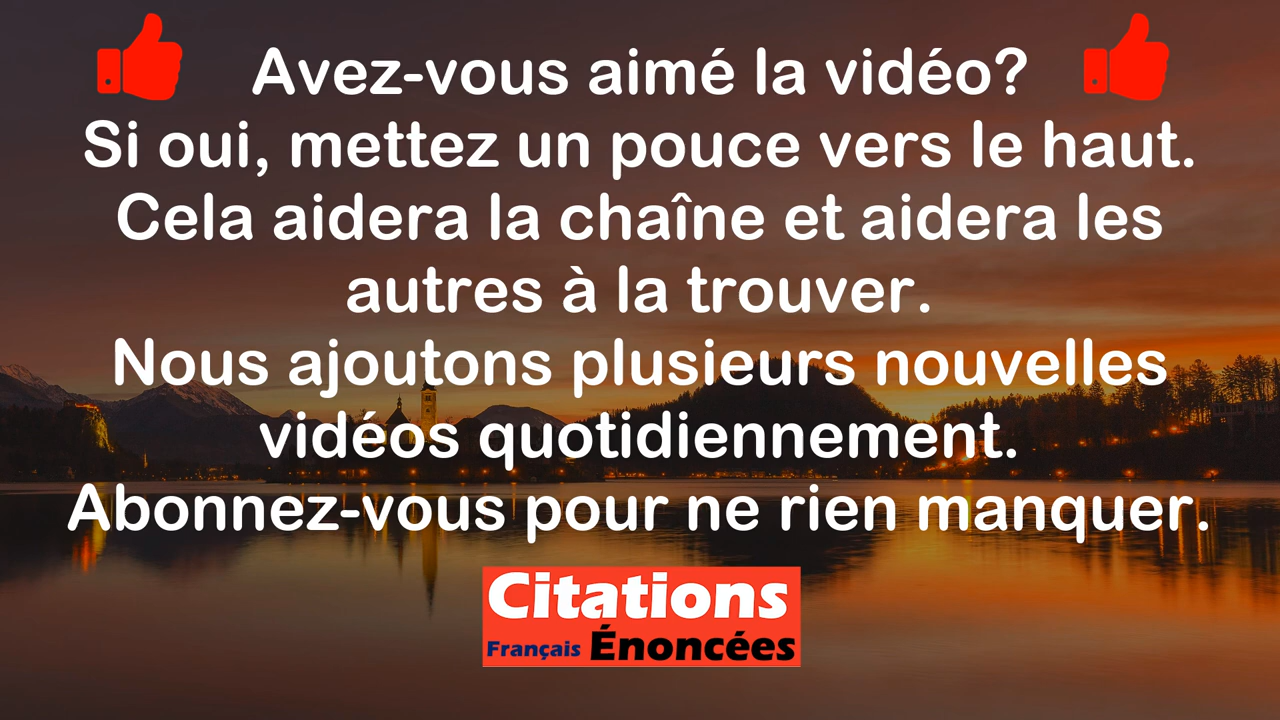 Avez-vous aimé la vidéo?
Si oui, mettez un pouce vers le haut.
Cela aidera la chaîne et aidera les
autres à la trouver.
Nous ajoutons plusieurs nouvelles
vidéos quotidiennement.
Abonnez-vous pour ne rien manquer.
Citations
Français Énoncées